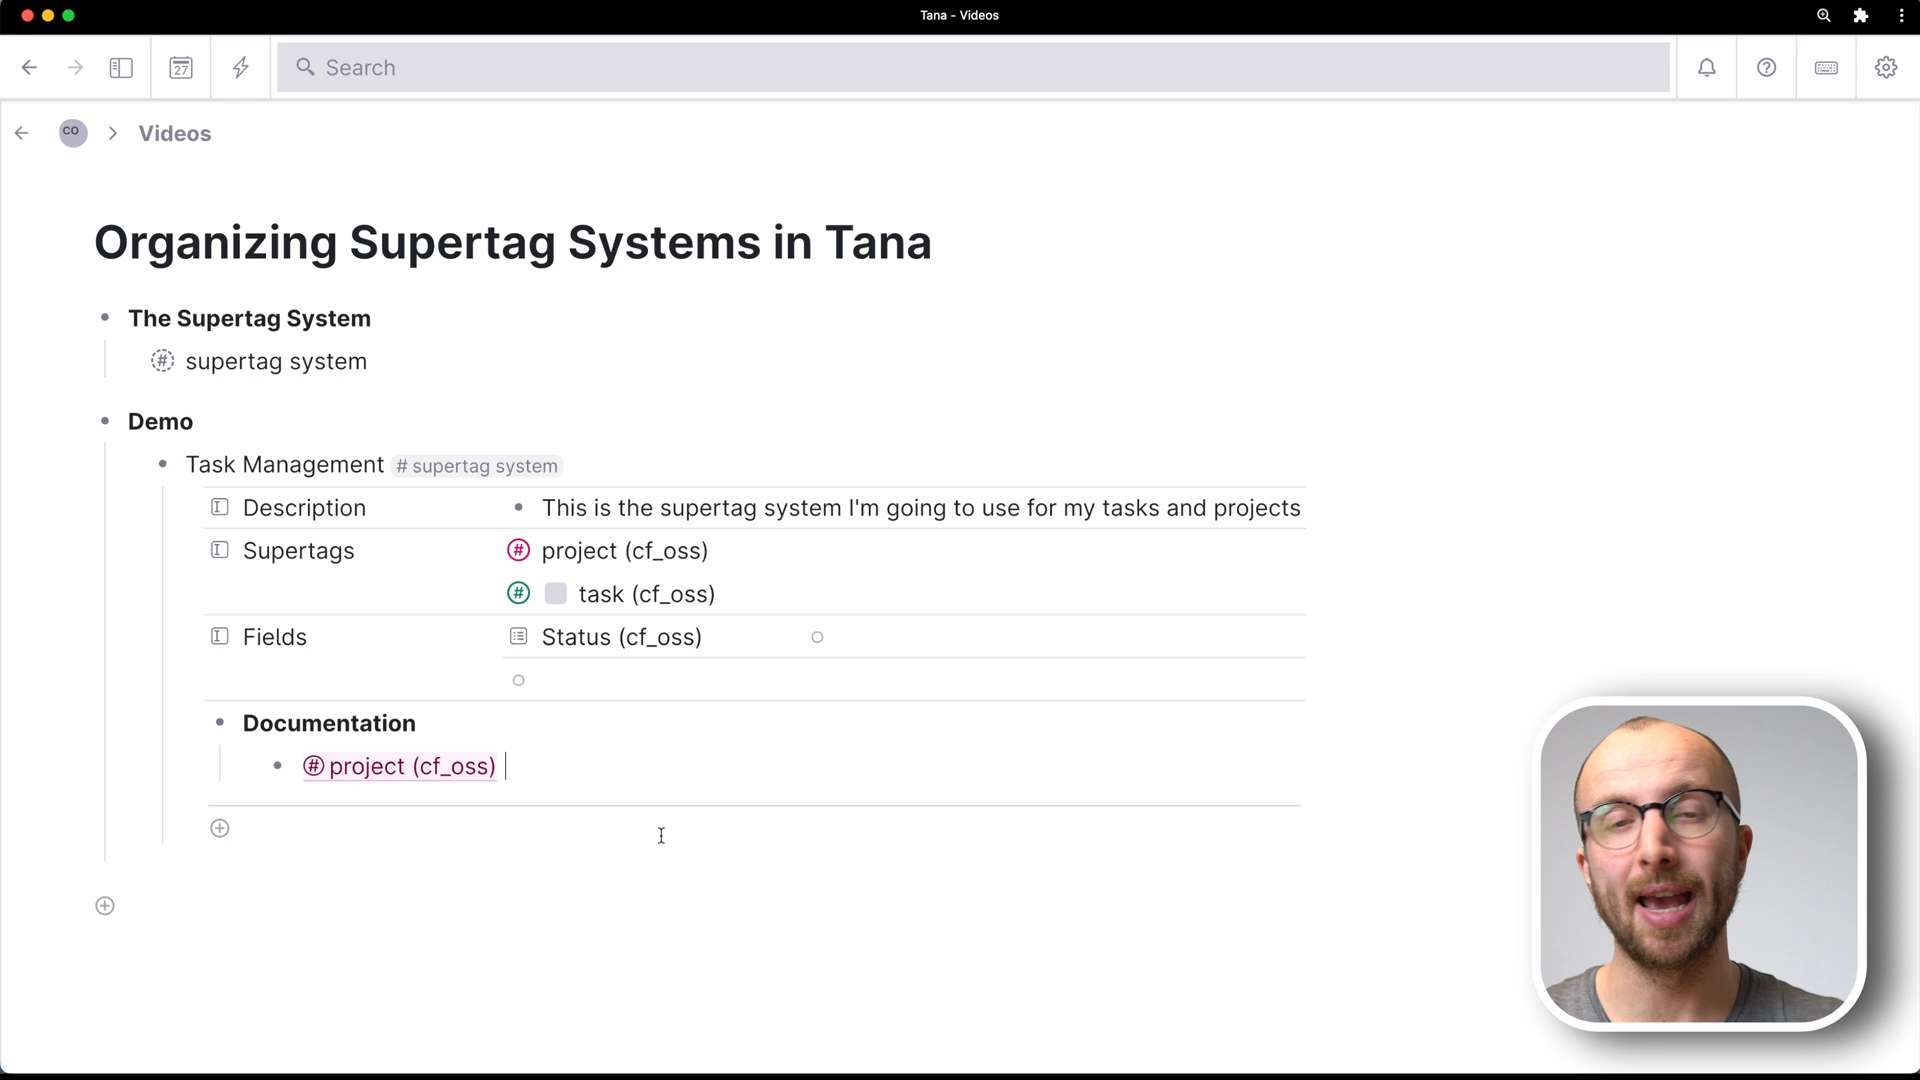 Tana - Videos
27
Search
CO
Videos
Organizing Supertag Systems in Tana
The Supertag System
# supertag system
Demo
Task Management # supertag system
Description
This is the supertag system I'm going to use for my tasks and projects
Supertags
# project (cf_oss)
# task (cf_oss)
Fields
Status (cf_oss)
Documentation
# project (cf_oss)